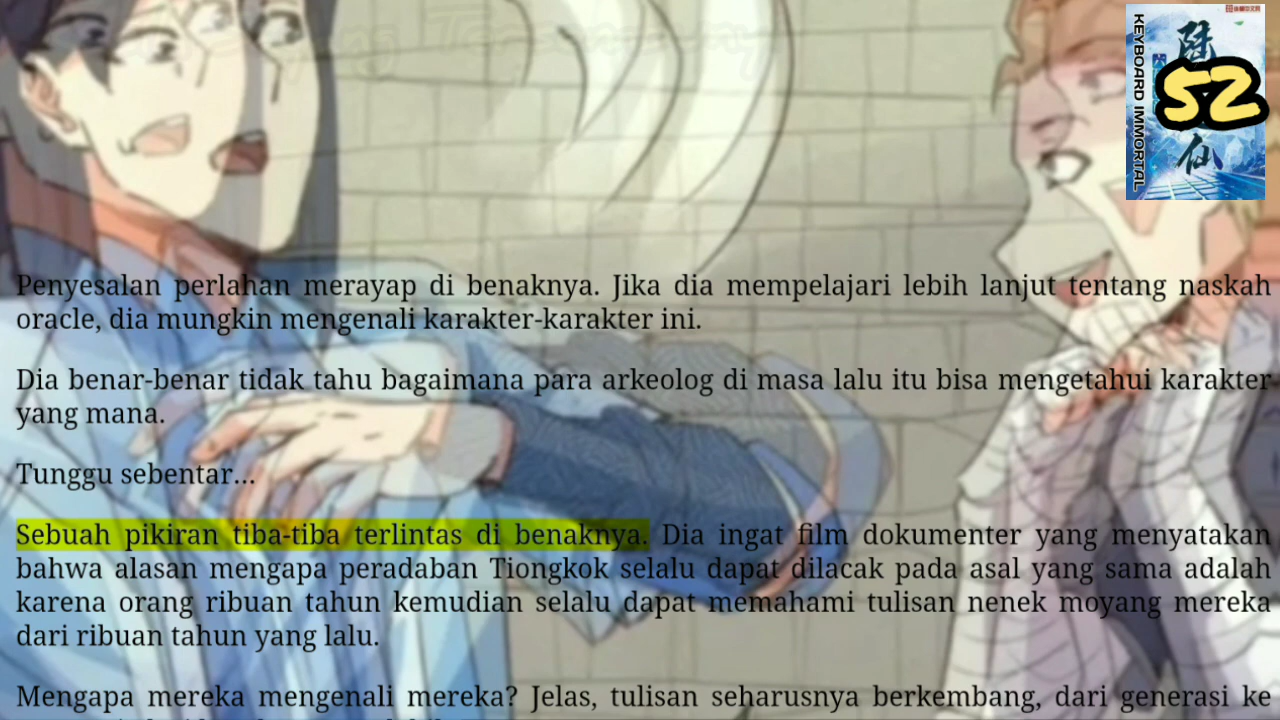 KEYBOARD IMMORTAL
陆
仙
52
Penyesalan perlahan merayap di benaknya. Jika dia mempelajari lebih lanjut tentang naskah
oracle, dia mungkin mengenali karakter-karakter ini.
Dia benar-benar tidak tahu bagaimana para arkeolog di masa lalu itu bisa mengetahui karakter
yang mana.
Tunggu sebentar...
Sebuah pikiran tiba-tiba terlintas di benaknya. Dia ingat film dokumenter yang menyatakan
bahwa alasan mengapa peradaban Tiongkok selalu dapat dilacak pada asal yang sama adalah
karena orang ribuan tahun kemudian selalu dapat memahami tulisan nenek moyang mereka
dari ribuan tahun yang lalu.
Mengapa mereka mengenali mereka? Jelas, tulisan seharusnya berkembang, dari generasi ke